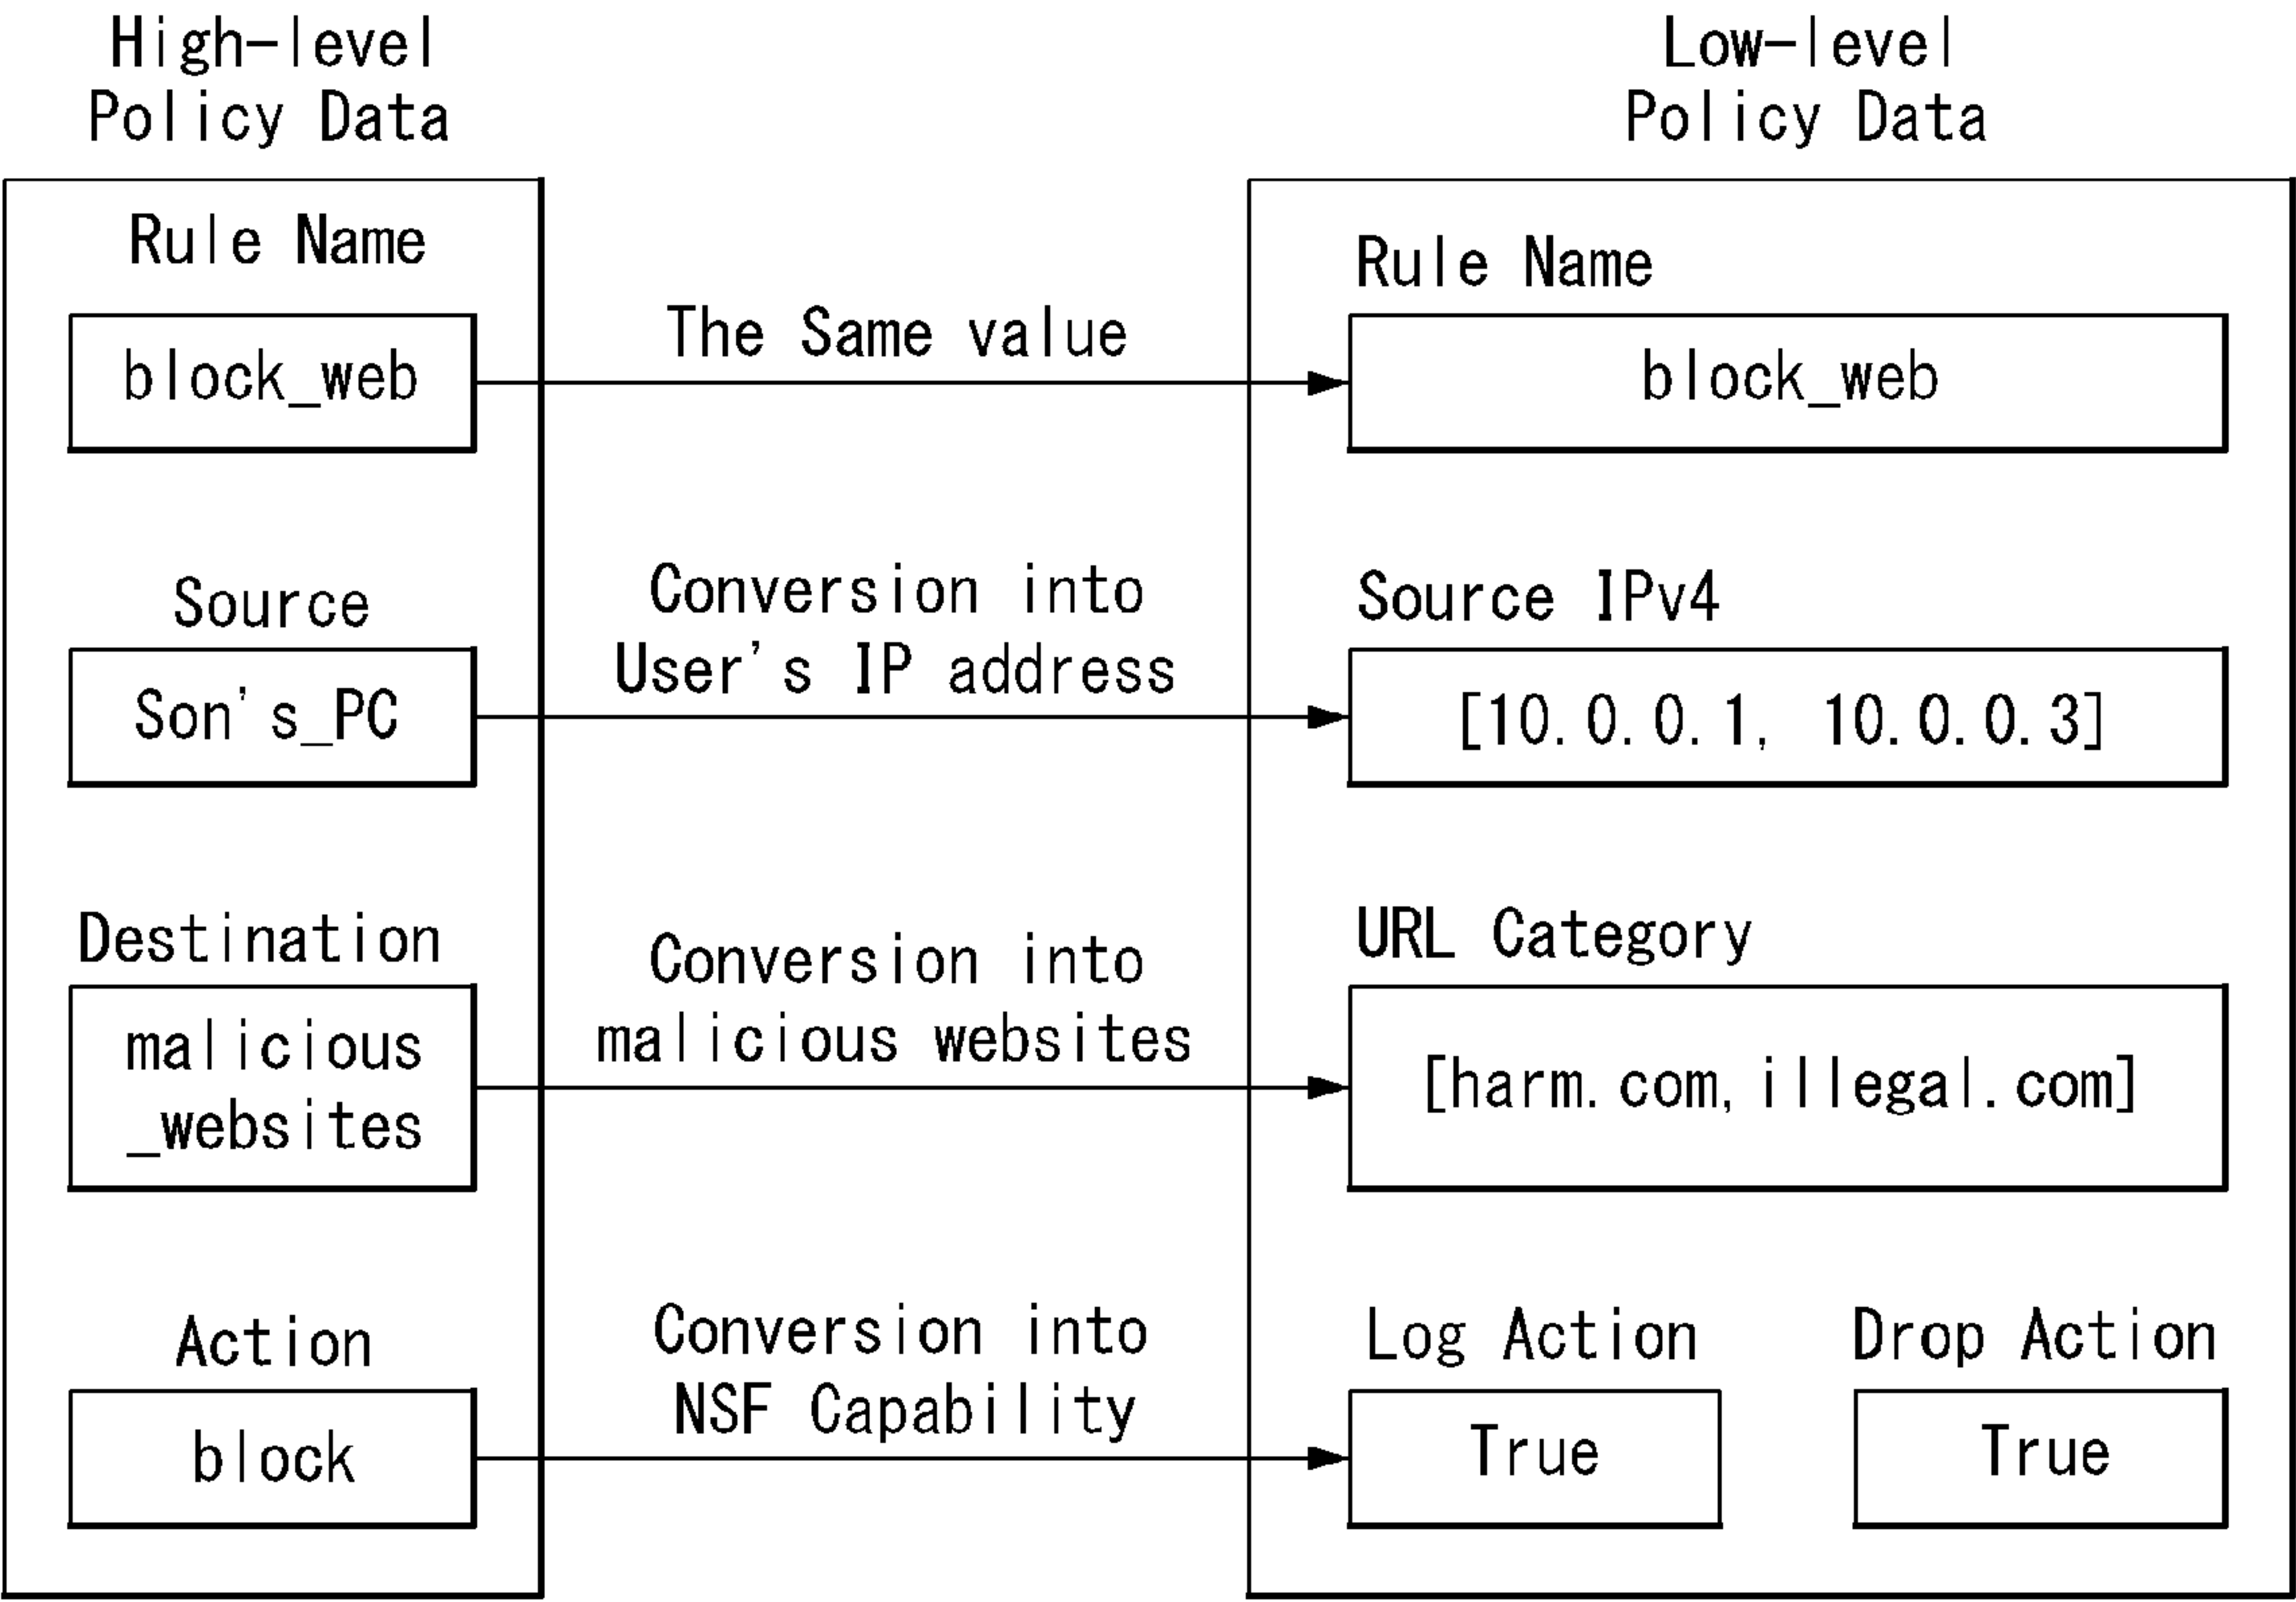 High-level
Policy Data
Low-level
Policy Data
Rule Name
Rule Name
block_web
The Same value
block_web
Source
Conversion into
User's IP address
Source IPv4
Son's_PC
[10.0.0.1, 10.0.0.3]
Destination
Conversion into
malicious websites
URL Category
malicious
_websites
[harm.com,illegal.com]
Action
Conversion into
NSF Capability
Log Action
Drop Action
block
True
True